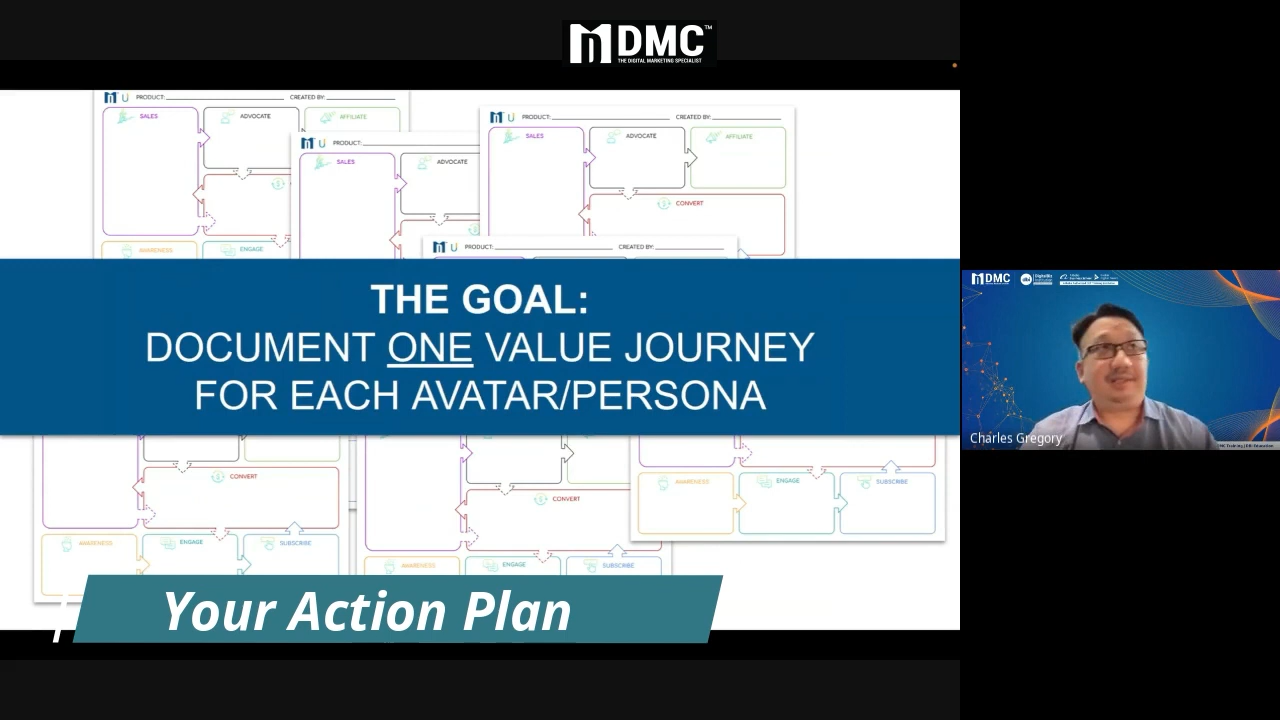 DMC™
THE DIGITAL MARKETING SPECIALIST
PRODUCT: CREATED BY:
SALES ADVOCATE AFFILIATE
PRODUCT:
SALES ADVOCATE
PRODUCT: CREATED BY:
SALES ADVOCATE AFFILIATE
CONVERT
AWARENESS ENGAGE
PRODUCT: CREATED BY:
THE GOAL:
DOCUMENT ONE VALUE JOURNEY
FOR EACH AVATAR/PERSONA
CONVERT
AWARENESS ENGAGE SUBSCRIBE
CONVERT
AWARENESS ENGAGE SUBSCRIBE
AWARENESS ENGAGE SUBSCRIBE
Your Action Plan
DMC
Charles Gregory